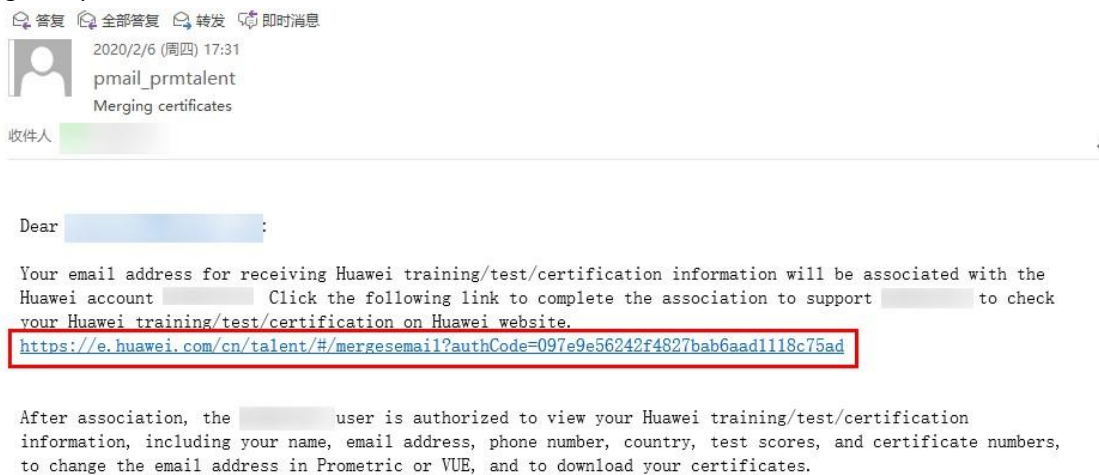 答复 全部答复 转发 即时消息
2020/2/6 (周四) 17:31
pmail_prmtalent
Merging certificates
收件人
Dear :
Your email address for receiving Huawei training/test/certification information will be associated with the
Huawei account Click the following link to complete the association to support to check
your Huawei training/test/certification on Huawei website.
https://e.huawei.com/cn/talent/#/mergesemail?authCode=097e9e56242f4827bab6aad1118c75ad
After association, the user is authorized to view your Huawei training/test/certification
information, including your name, email address, phone number, country, test scores, and certificate numbers,
to change the email address in Prometric or VUE, and to download your certificates.